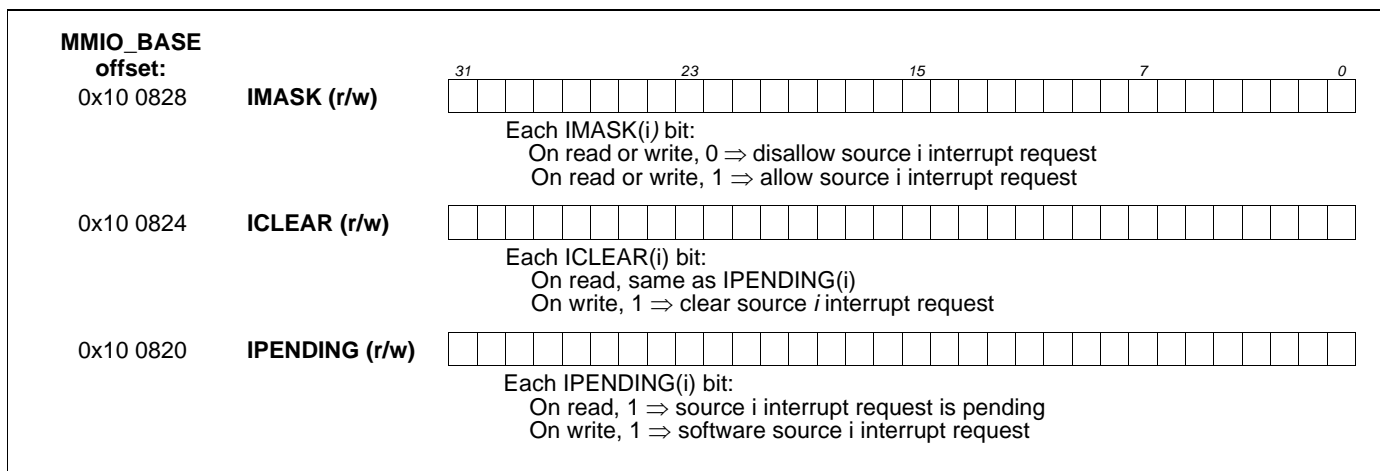 MMIO_BASE
offset:
31 23 15 7 0
0x10 0828 IMASK (r/w)
Each IMASK(i) bit:
On read or write, 0 ⇒ disallow source i interrupt request
On read or write, 1 ⇒ allow source i interrupt request
0x10 0824 ICLEAR (r/w)
Each ICLEAR(i) bit:
On read, same as IPENDING(i)
On write, 1 ⇒ clear source i interrupt request
0x10 0820 IPENDING (r/w)
Each IPENDING(i) bit:
On read, 1 ⇒ source i interrupt request is pending
On write, 1 ⇒ software source i interrupt request